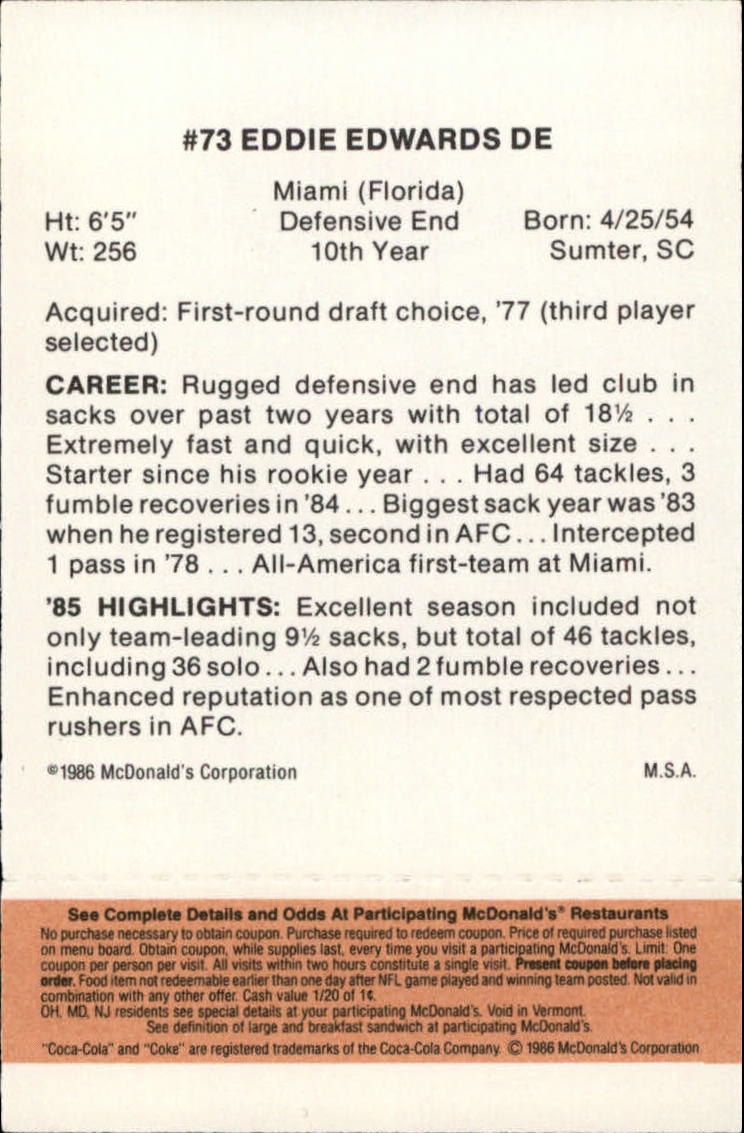 #73 EDDIE EDWARDS DE
Miami (Florida)
Ht: 6'5" Defensive End Born: 4/25/54
Wt: 256 10th Year Sumter, SC
Acquired: First-round draft choice, '77 (third player
selected)
CAREER: Rugged defensive end has led club in
sacks over past two years with total of 18½ . . .
Extremely fast and quick, with excellent size . . .
Starter since his rookie year . . . Had 64 tackles, 3
fumble recoveries in '84 . . . Biggest sack year was '83
when he registered 13, second in AFC . . . Intercepted
1 pass in '78 . . . All-America first-team at Miami.
'85 HIGHLIGHTS: Excellent season included not
only team-leading 9½ sacks, but total of 46 tackles,
including 36 solo . . . Also had 2 fumble recoveries . . .
Enhanced reputation as one of most respected pass
rushers in AFC.
©1986 McDonald's Corporation M.S.A.
See Complete Details and Odds At Participating McDonald's® Restaurants
No purchase necessary to obtain coupon. Purchase required to redeem coupon. Price of required purchase listed
on menu board. Obtain coupon, while supplies last, every time you visit a participating McDonald's. Limit: One
coupon per person per visit. All visits within two hours constitute a single visit. Present coupon before placing
order. Food item not redeemable earlier than one day after NFL game played and winning team posted. Not valid in
combination with any other offer. Cash value 1/20 of 1¢.
OH, MD, NJ residents see special details at your participating McDonald's. Void in Vermont.
See definition of large and breakfast sandwich at participating McDonald's.
"Coca-Cola" and "Coke" are registered trademarks of the Coca-Cola Company. © 1986 McDonald's Corporation